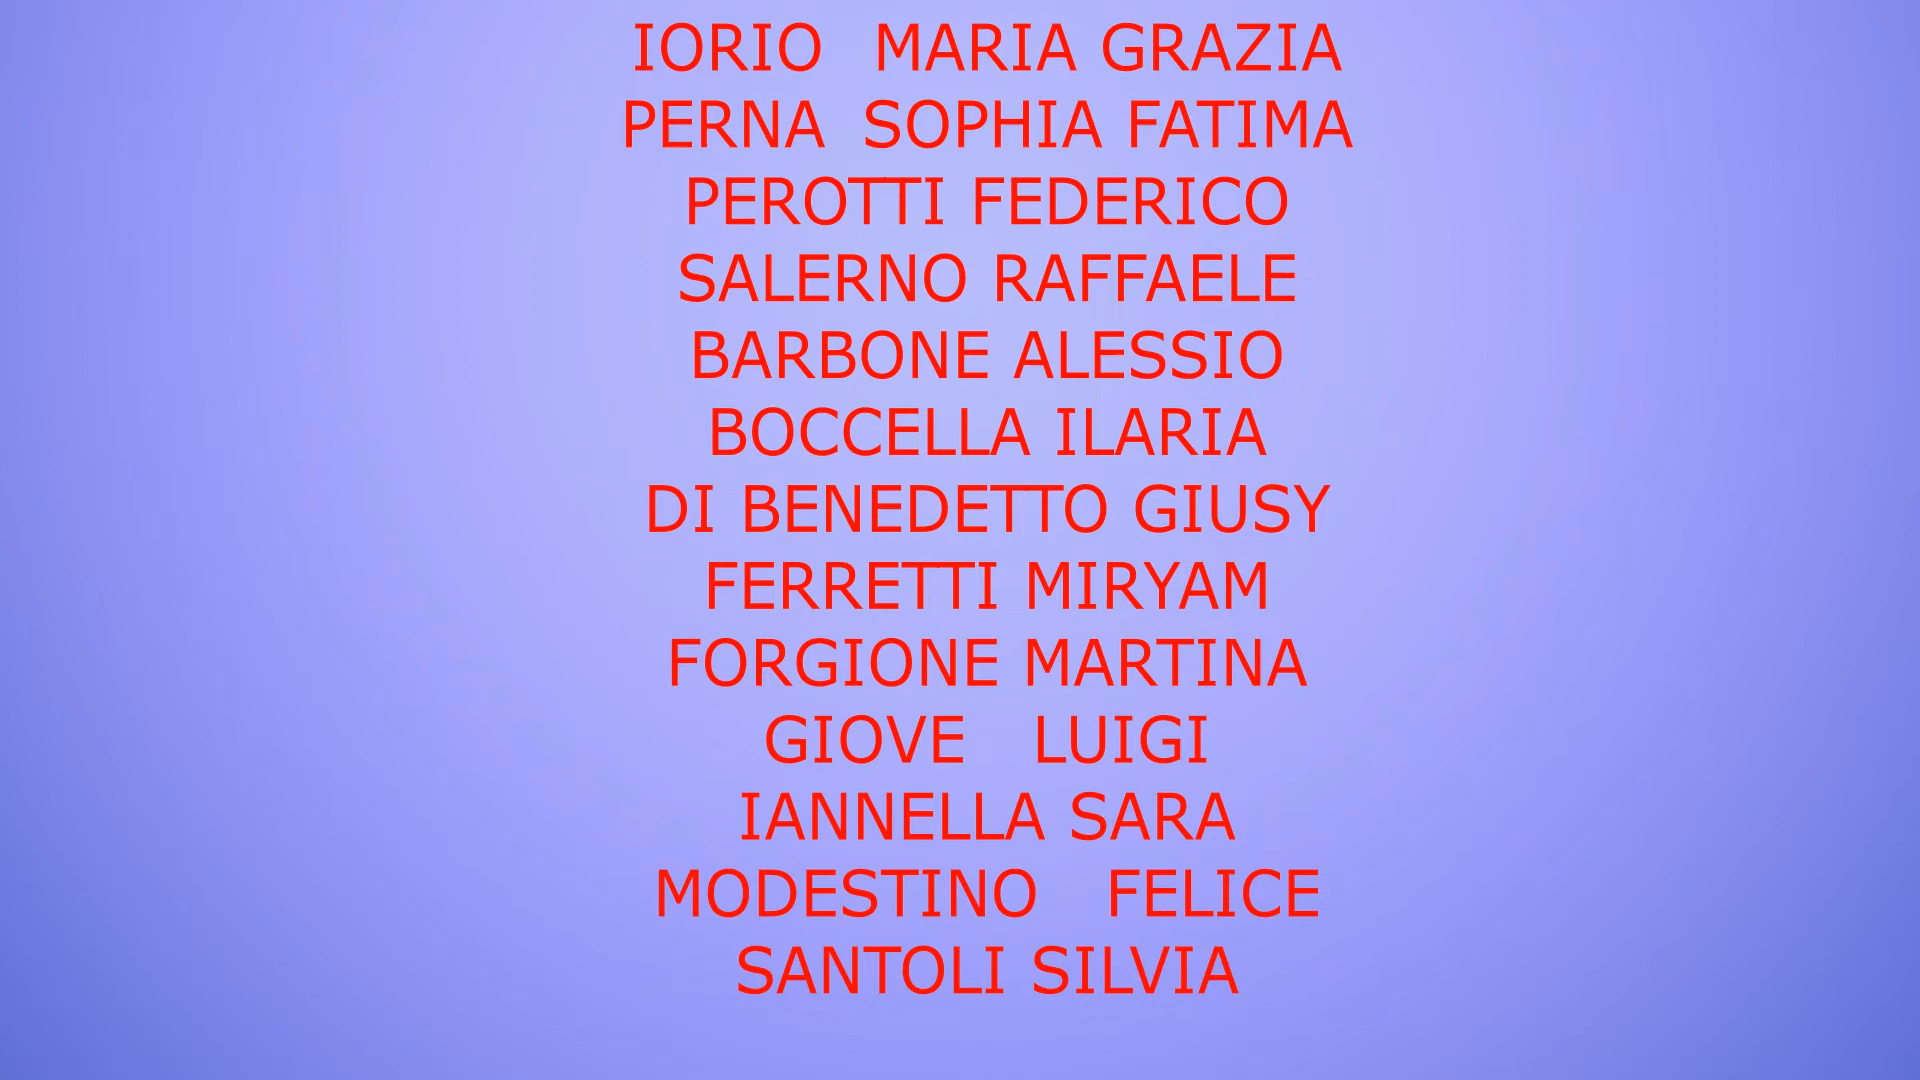 IORIO MARIA GRAZIA
PERNA SOPHIA FATIMA
PEROTTI FEDERICO
SALERNO RAFFAELE
BARBONE ALESSIO
BOCCELLA ILARIA
DI BENEDETTO GIUSY
FERRETTI MIRYAM
FORGIONE MARTINA
GIOVE LUIGI
IANNELLA SARA
MODESTINO FELICE
SANTOLI SILVIA